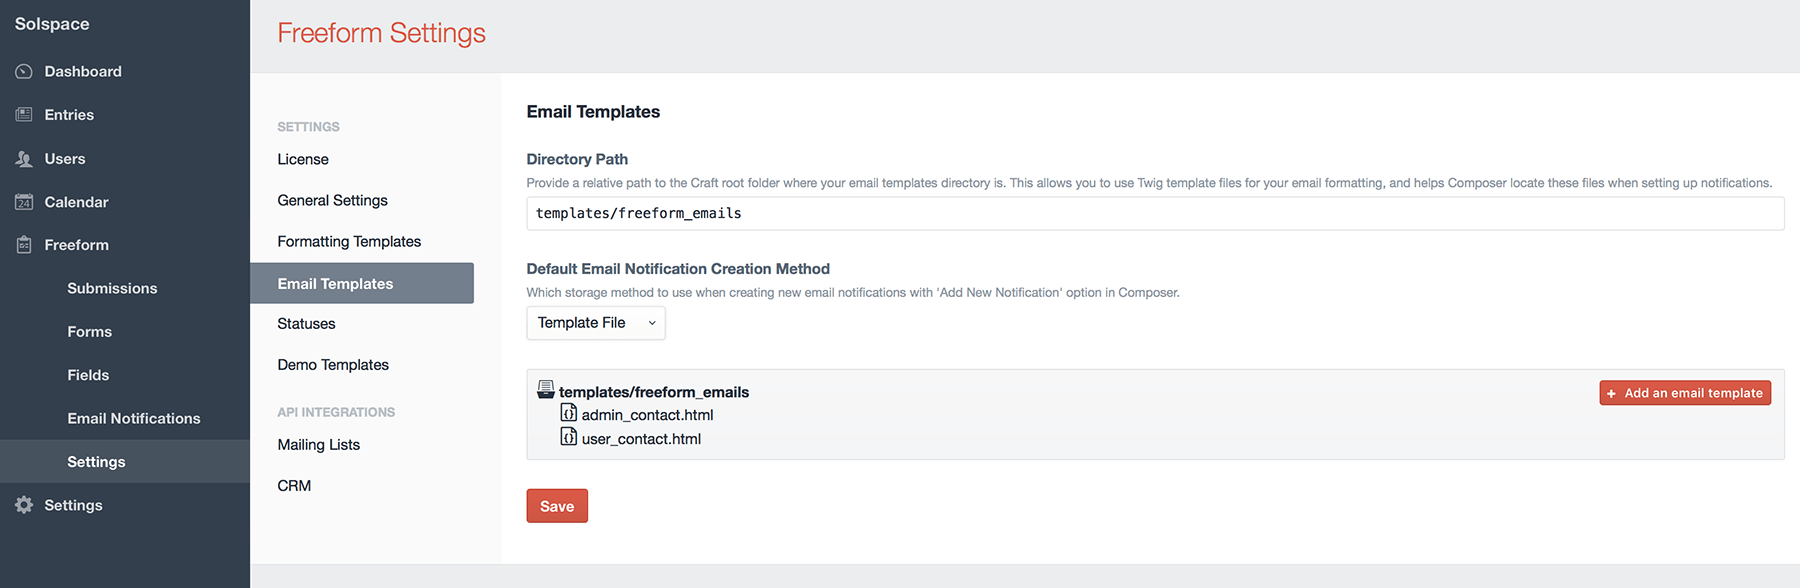 Solspace
Dashboard
Entries
Users
24
Calendar
Freeform
Submissions
Forms
Fields
Email Notifications
Settings
Settings
Freeform Settings
SETTINGS
License
General Settings
Formatting Templates
Email Templates
Statuses
Demo Templates
API INTEGRATIONS
Mailing Lists
CRM
Email Templates
Directory Path
Provide a relative path to the Craft root folder where your email templates directory is. This allows you to use Twig template files for your email formatting, and helps Composer locate these files when setting up notifications.
templates/freeform_emails
Default Email Notification Creation Method
Which storage method to use when creating new email notifications with 'Add New Notification' option in Composer.
Template File
templates/freeform_emails
+ Add an email template
admin_contact.html
user_contact.html
Save